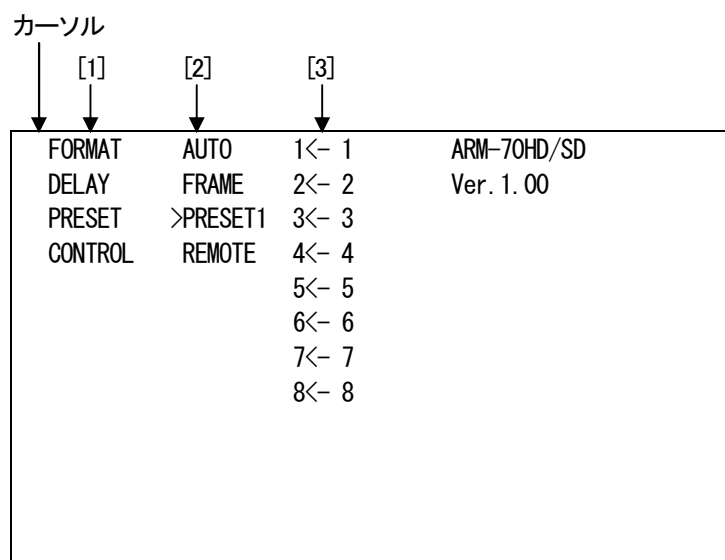 カーソル
[1] [2] [3]
FORMAT AUTO 1<- 1 ARM-70HD/SD
DELAY FRAME 2<- 2 Ver.1.00
PRESET >PRESET1 3<- 3
CONTROL REMOTE 4<- 4
5<- 5
6<- 6
7<- 7
8<- 8